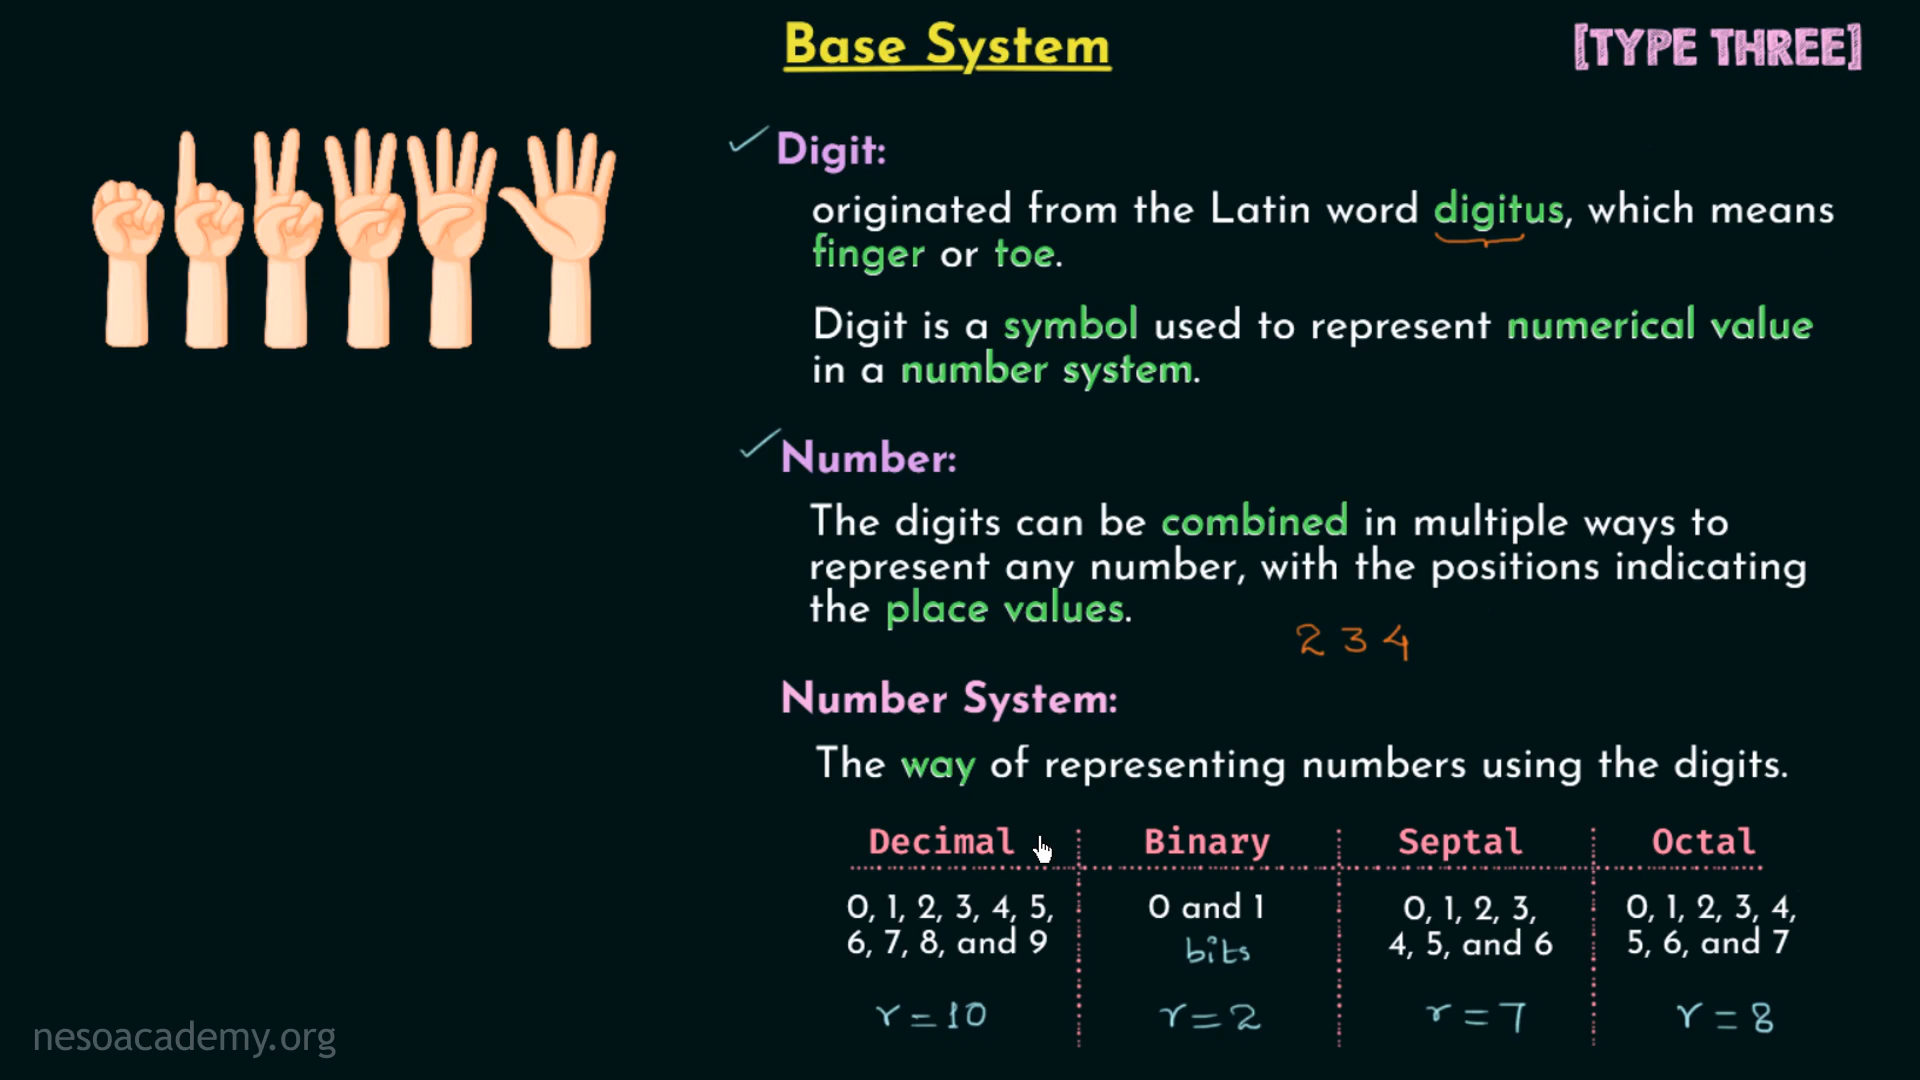 Base System
[TYPE THREE]
Digit:
originated from the Latin word digitus, which means
finger or toe.
Digit is a symbol used to represent numerical value
in a number system.
Number:
The digits can be combined in multiple ways to
represent any number, with the positions indicating
the place values.
2 3 4
Number System:
The way of representing numbers using the digits.
Decimal Binary Septal Octal
0, 1, 2, 3, 4, 5, 0 and 1 0, 1, 2, 3, 0, 1, 2, 3, 4,
6, 7, 8, and 9 bits 4, 5, and 6 5, 6, and 7
r = 10 r = 2 r = 7 r = 8
nesoacademy.org